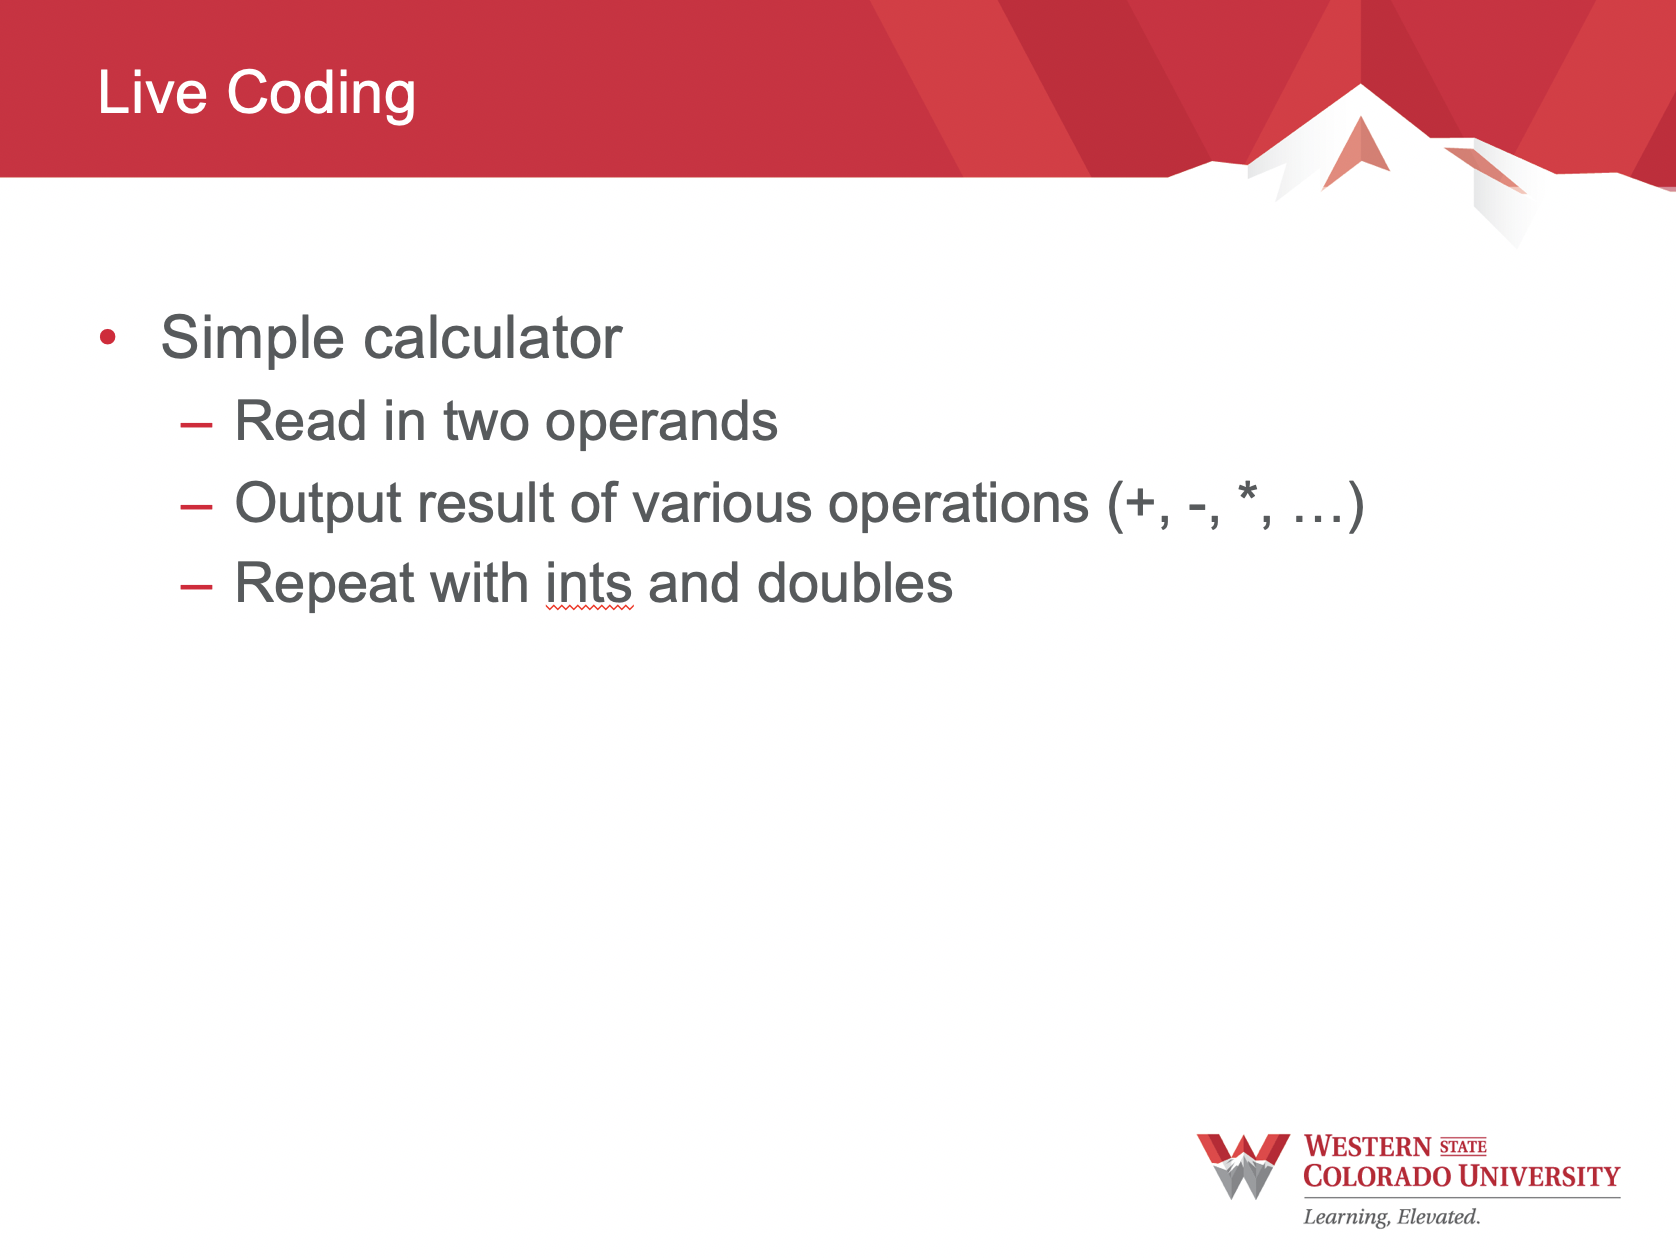 Live Coding
• Simple calculator
– Read in two operands
– Output result of various operations (+, -, *, …)
– Repeat with ints and doubles
WESTERN STATE
COLORADO UNIVERSITY
Learning, Elevated.